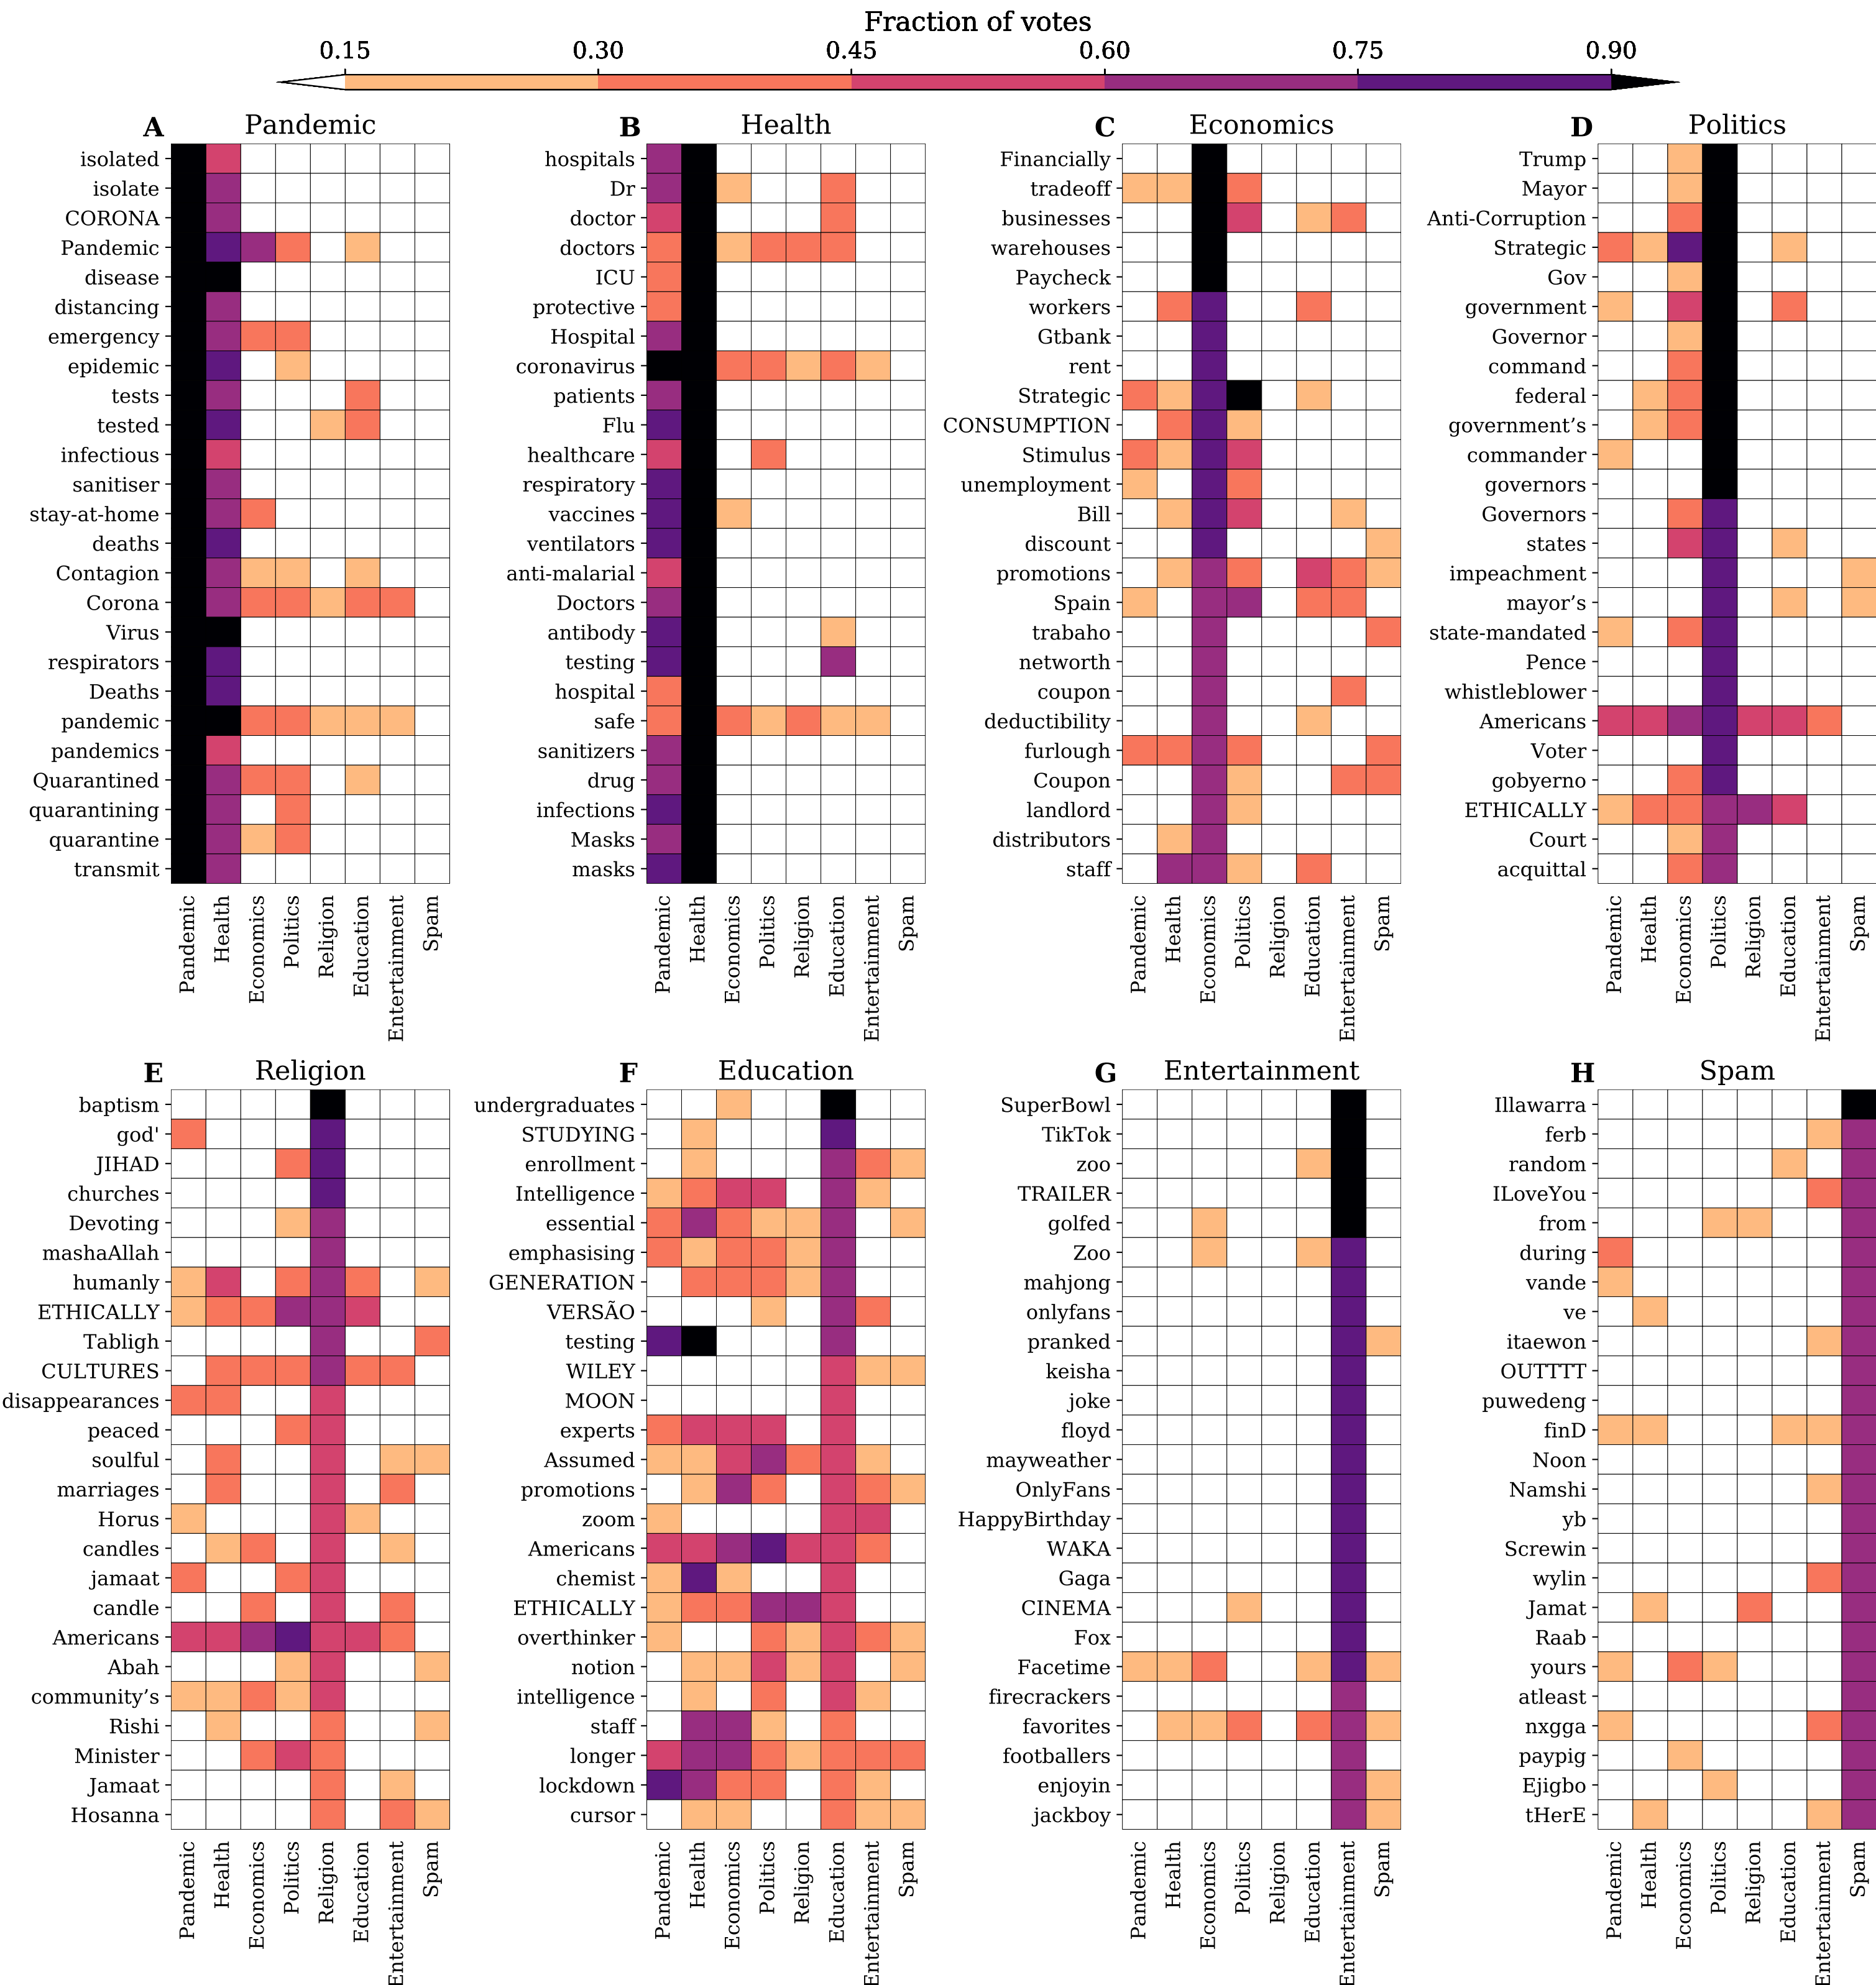 Fraction of votes
0.15 0.30 0.45 0.60 0.75 0.90
A Pandemic
isolated
isolate
CORONA
Pandemic
disease
distancing
emergency
epidemic
tests
tested
infectious
sanitiser
stay-at-home
deaths
Contagion
Corona
Virus
respirators
Deaths
pandemic
pandemics
Quarantined
quarantining
quarantine
transmit
Pandemic
Health
Economics
Politics
Religion
Education
Entertainment
Spam
B Health
hospitals
Dr
doctor
doctors
ICU
protective
Hospital
coronavirus
patients
Flu
healthcare
respiratory
vaccines
ventilators
anti-malarial
Doctors
antibody
testing
hospital
safe
sanitizers
drug
infections
Masks
masks
Pandemic
Health
Economics
Politics
Religion
Education
Entertainment
Spam
C Economics
Financially
tradeoff
businesses
warehouses
Paycheck
workers
Gtbank
rent
Strategic
CONSUMPTION
Stimulus
unemployment
Bill
discount
promotions
Spain
trabaho
networth
coupon
deductibility
furlough
Coupon
landlord
distributors
staff
Pandemic
Health
Economics
Politics
Religion
Education
Entertainment
Spam
D Politics
Trump
Mayor
Anti-Corruption
Strategic
Gov
government
Governor
command
federal
government’s
commander
governors
Governors
states
impeachment
mayor’s
state-mandated
Pence
whistleblower
Americans
Voter
gobyerno
ETHICALLY
Court
acquittal
Pandemic
Health
Economics
Politics
Religion
Education
Entertainment
Spam
E Religion
baptism
god'
JIHAD
churches
Devoting
mashaAllah
humanly
ETHICALLY
Tabligh
CULTURES
disappearances
peaced
soulful
marriages
Horus
candles
jamaat
candle
Americans
Abah
community’s
Rishi
Minister
Jamaat
Hosanna
Pandemic
Health
Economics
Politics
Religion
Education
Entertainment
Spam
F Education
undergraduates
STUDYING
enrollment
Intelligence
essential
emphasising
GENERATION
VERSÃO
testing
WILEY
MOON
experts
Assumed
promotions
zoom
Americans
chemist
ETHICALLY
overthinker
notion
intelligence
staff
longer
lockdown
cursor
Pandemic
Health
Economics
Politics
Religion
Education
Entertainment
Spam
G Entertainment
SuperBowl
TikTok
zoo
TRAILER
golfed
Zoo
mahjong
onlyfans
pranked
keisha
joke
floyd
mayweather
OnlyFans
HappyBirthday
WAKA
Gaga
CINEMA
Fox
Facetime
firecrackers
favorites
footballers
enjoyin
jackboy
Pandemic
Health
Economics
Politics
Religion
Education
Entertainment
Spam
H Spam
Illawarra
ferb
random
ILoveYou
from
during
vande
ve
itaewon
OUTTTT
puwedeng
finD
Noon
Namshi
yb
Screwin
wylin
Jamat
Raab
yours
atleast
nxgga
paypig
Ejigbo
tHerE
Pandemic
Health
Economics
Politics
Religion
Education
Entertainment
Spam